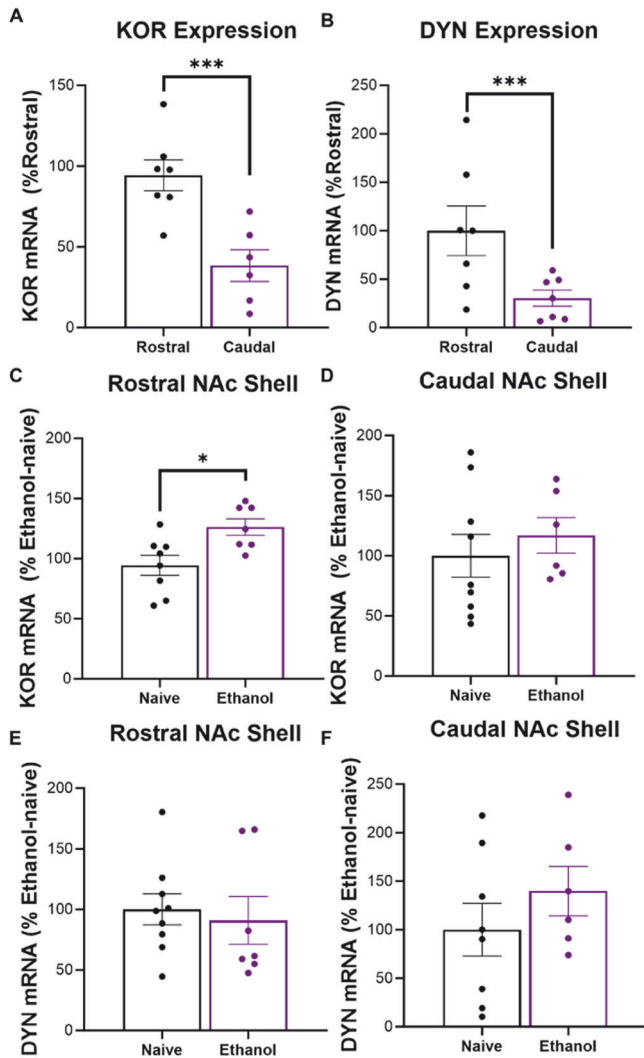 A
KOR Expression
KOR mRNA (%Rostral)
150
100
50
0
***
Rostral
Caudal
B
DYN Expression
DYN mRNA (%Rostral)
250
200
150
100
50
0
***
Rostral
Caudal
C
Rostral NAc Shell
KOR mRNA (% Ethanol-naive)
200
150
100
50
0
*
Naive
Ethanol
D
Caudal NAc Shell
KOR mRNA (% Ethanol-naive)
200
150
100
50
0
Naive
Ethanol
E
Rostral NAc Shell
DYN mRNA (% Ethanol-naive)
200
150
100
50
0
Naive
Ethanol
F
Caudal NAc Shell
DYN mRNA (% Ethanol-naive)
250
200
150
100
50
0
Naive
Ethanol